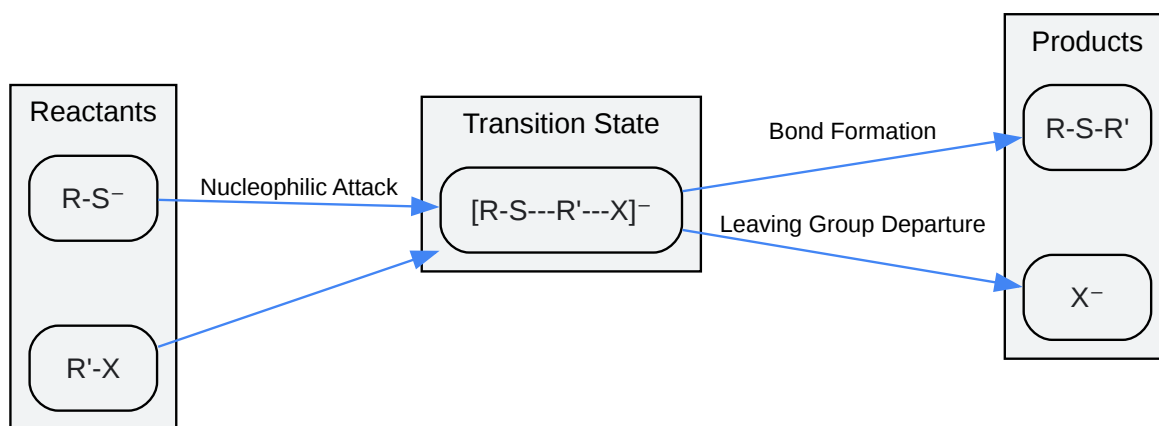 Reactants
R-S⁻
R'-X
Nucleophilic Attack
Transition State
[R-S---R'---X]⁻
Bond Formation
Leaving Group Departure
Products
R-S-R'
X⁻